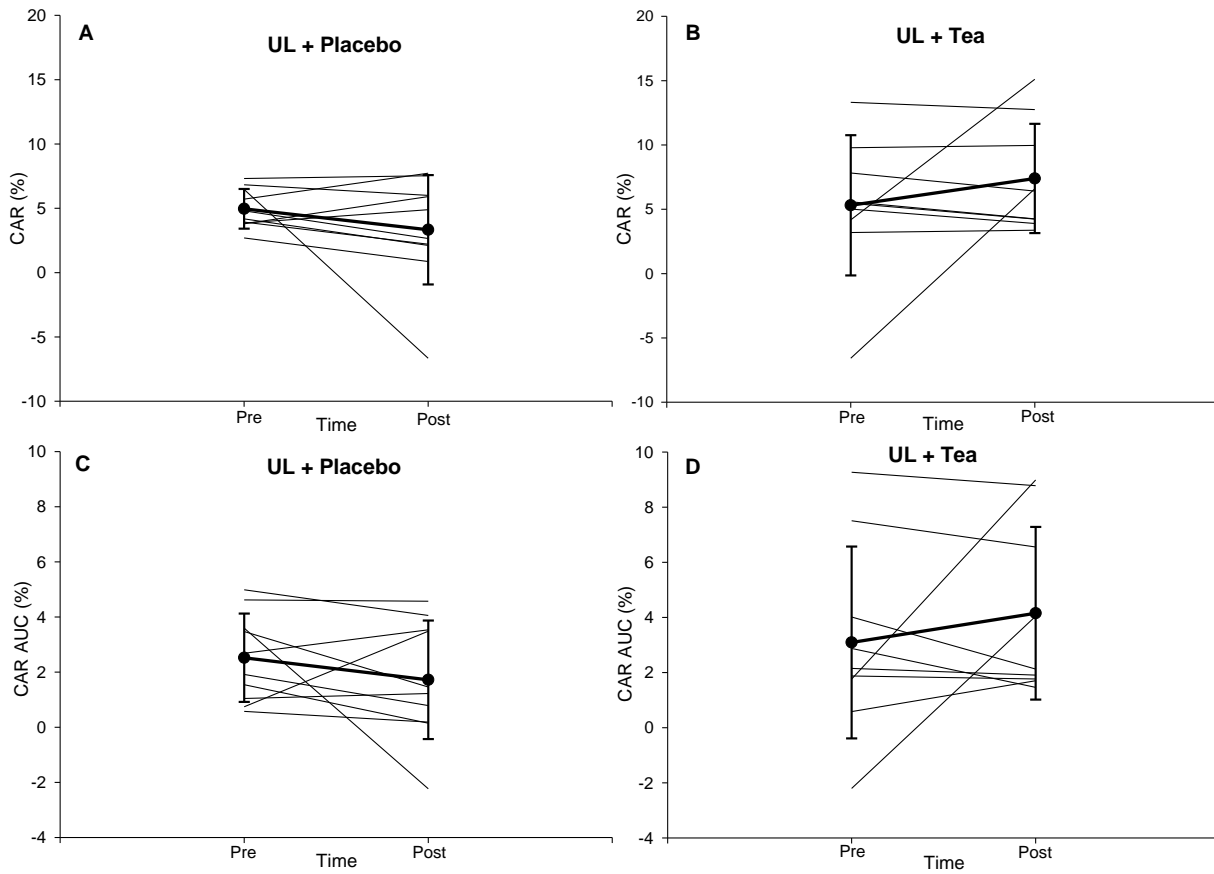 A
UL + Placebo
CAR (%)
20
15
10
5
0
-5
-10
Pre
Post
Time
B
UL + Tea
CAR (%)
20
15
10
5
0
-5
-10
Pre
Post
Time
C
UL + Placebo
CAR AUC (%)
10
8
6
4
2
0
-2
-4
Pre
Post
Time
D
UL + Tea
CAR AUC (%)
10
8
6
4
2
0
-2
-4
Pre
Post
Time